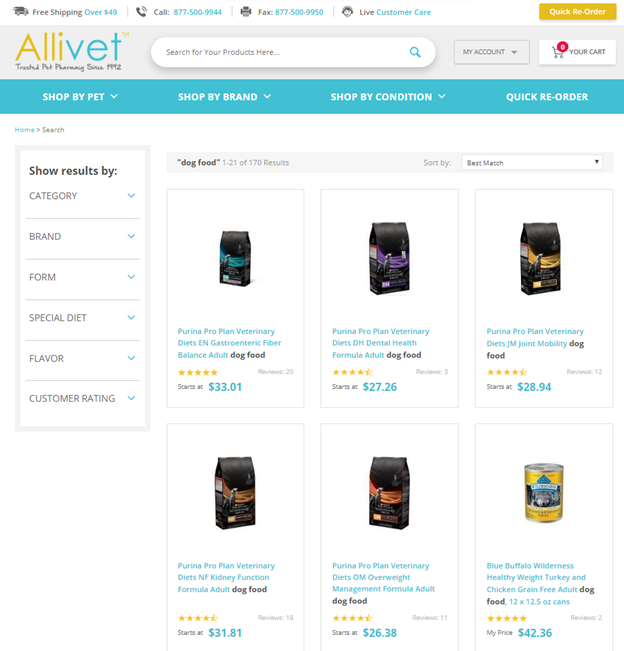 Free Shipping Over $49
Call: 877-500-9944
Fax: 877-500-9950
Live Customer Care
Quick Re-Order
Allivet™
Trusted Pet Pharmacy Since 1992
Search for Your Products Here...
MY ACCOUNT
0
YOUR CART
SHOP BY PET
SHOP BY BRAND
SHOP BY CONDITION
QUICK RE-ORDER
Home > Search
Show results by:
CATEGORY
BRAND
FORM
SPECIAL DIET
FLAVOR
CUSTOMER RATING
"dog food" 1-21 of 170 Results
Sort by:
Best Match
Purina Pro Plan Veterinary
Diets EN Gastroenteric Fiber
Balance Adult dog food
Reviews: 20
Starts at $33.01
Purina Pro Plan Veterinary
Diets DH Dental Health
Formula Adult dog food
Reviews: 3
Starts at $27.26
Purina Pro Plan Veterinary
Diets JM Joint Mobility dog
food
Reviews: 12
Starts at $28.94
Purina Pro Plan Veterinary
Diets NF Kidney Function
Formula Adult dog food
Reviews: 18
Starts at $31.81
Purina Pro Plan Veterinary
Diets OM Overweight
Management Formula Adult
dog food
Reviews: 11
Starts at $26.38
BLUE
WILDERNESS
Blue Buffalo Wilderness
Healthy Weight Turkey and
Chicken Grain Free Adult dog
food, 12 x 12.5 oz cans
Reviews: 2
My Price $42.36